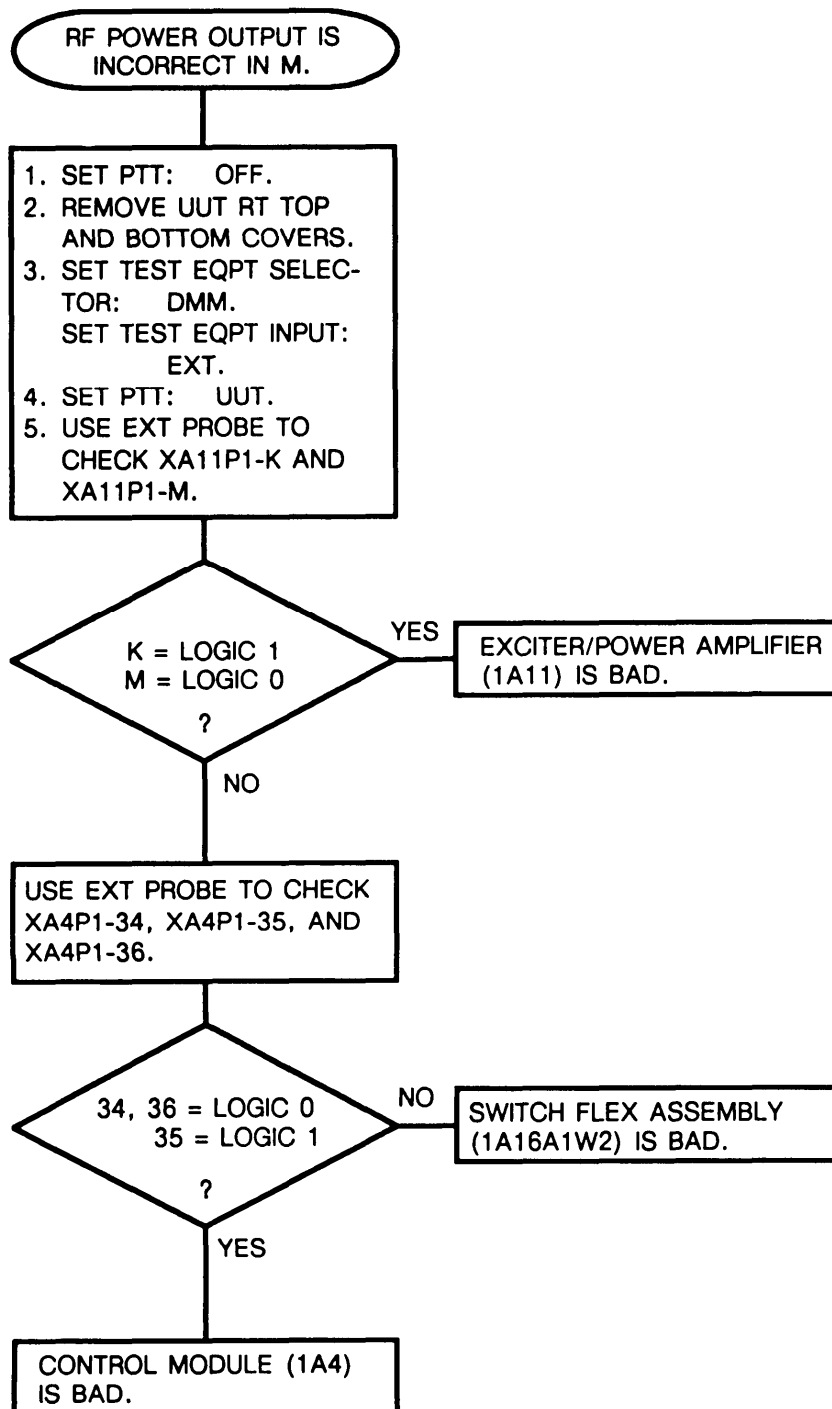 RF POWER OUTPUT IS
INCORRECT IN M.
1. SET PTT: OFF.
2. REMOVE UUT RT TOP
AND BOTTOM COVERS.
3. SET TEST EQPT SELEC-
TOR: DMM.
SET TEST EQPT INPUT:
EXT.
4. SET PTT: UUT.
5. USE EXT PROBE TO
CHECK XA11P1-K AND
XA11P1-M.
K = LOGIC 1
M = LOGIC 0
?
YES
EXCITER/POWER AMPLIFIER
(1A11) IS BAD.
NO
USE EXT PROBE TO CHECK
XA4P1-34, XA4P1-35, AND
XA4P1-36.
34, 36 = LOGIC 0
35 = LOGIC 1
?
NO
SWITCH FLEX ASSEMBLY
(1A16A1W2) IS BAD.
YES
CONTROL MODULE (1A4)
IS BAD.